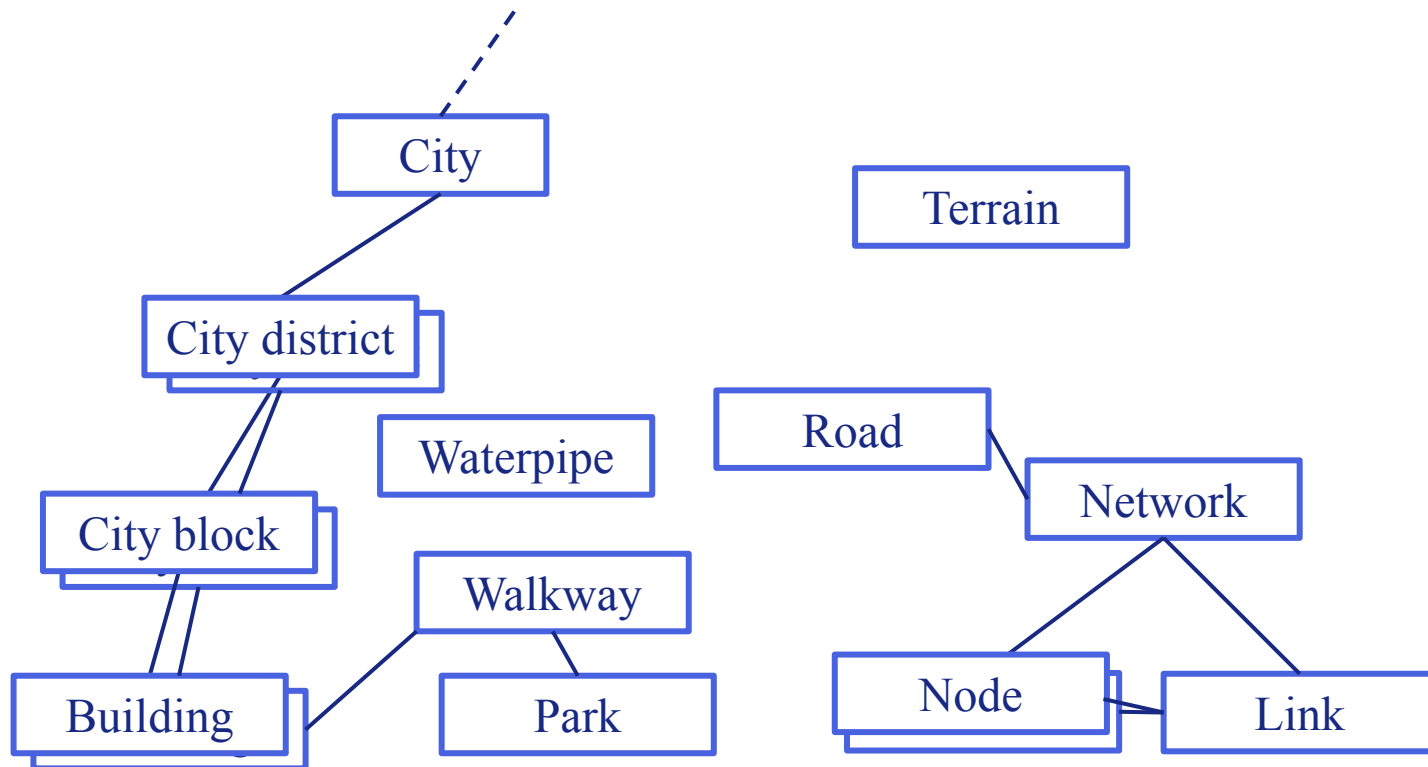 City
Terrain
City district
Road
Waterpipe
Network
City block
Walkway
Node
Building
Park
Link